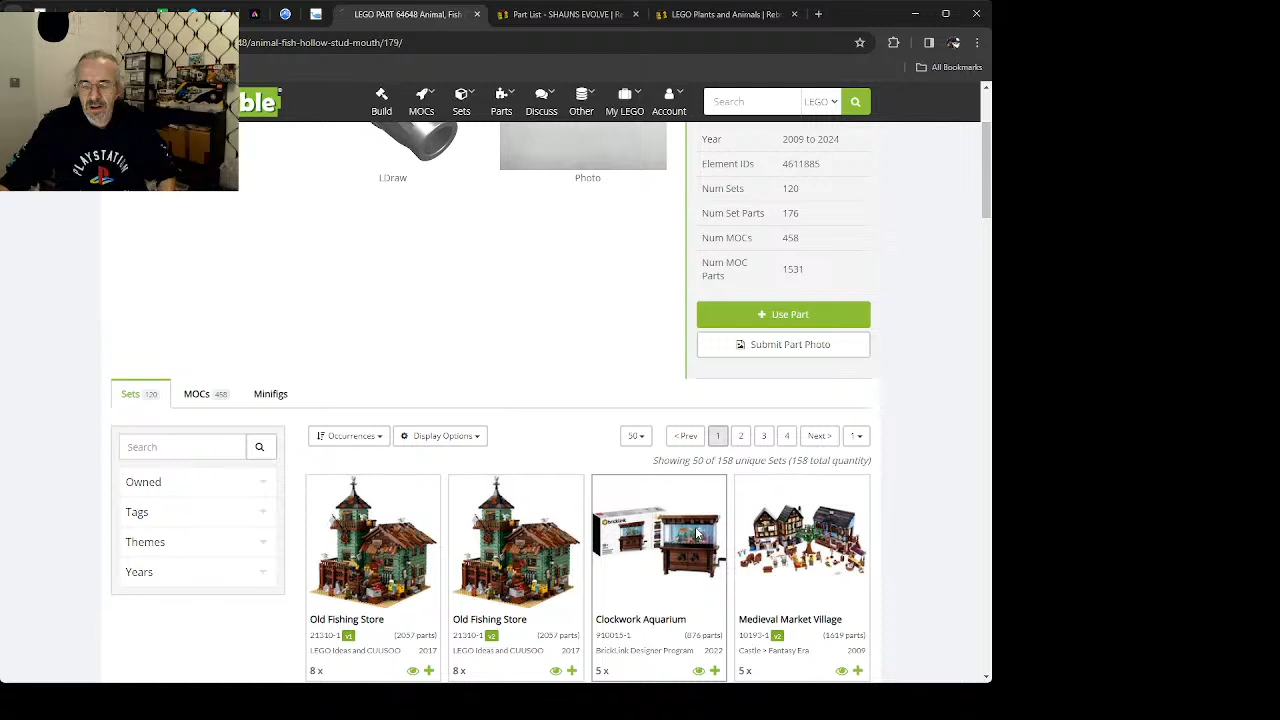 LEGO PART 64648 Animal, Fish
Part List - SHAUNS EVOLVE | R
LEGO Plants and Animals | Reb
/animal-fish-hollow-stud-mouth/179/
All Bookmarks
ble
Build
MOCs
Sets
Parts
Discuss
Other
My LEGO
Account
Search
LEGO
PLAYSTATION
LDraw
Photo
Year 2009 to 2024
Element IDs 4611885
Num Sets 120
Num Set Parts 176
Num MOCs 458
Num MOC Parts 1531
Use Part
Submit Part Photo
Sets 120
MOCs 458
Minifigs
Search
Owned
Tags
Themes
Years
Occurrences
Display Options
50
< Prev
1
2
3
4
Next >
1
Showing 50 of 158 unique Sets (158 total quantity)
Old Fishing Store
21310-1 v1 (2057 parts)
LEGO Ideas and CUUSOO 2017
8 x
Old Fishing Store
21310-1 v2 (2057 parts)
LEGO Ideas and CUUSOO 2017
8 x
Clockwork Aquarium
910015-1 (876 parts)
BrickLink Designer Program 2022
5 x
Medieval Market Village
10193-1 v2 (1619 parts)
Castle > Fantasy Era 2009
5 x